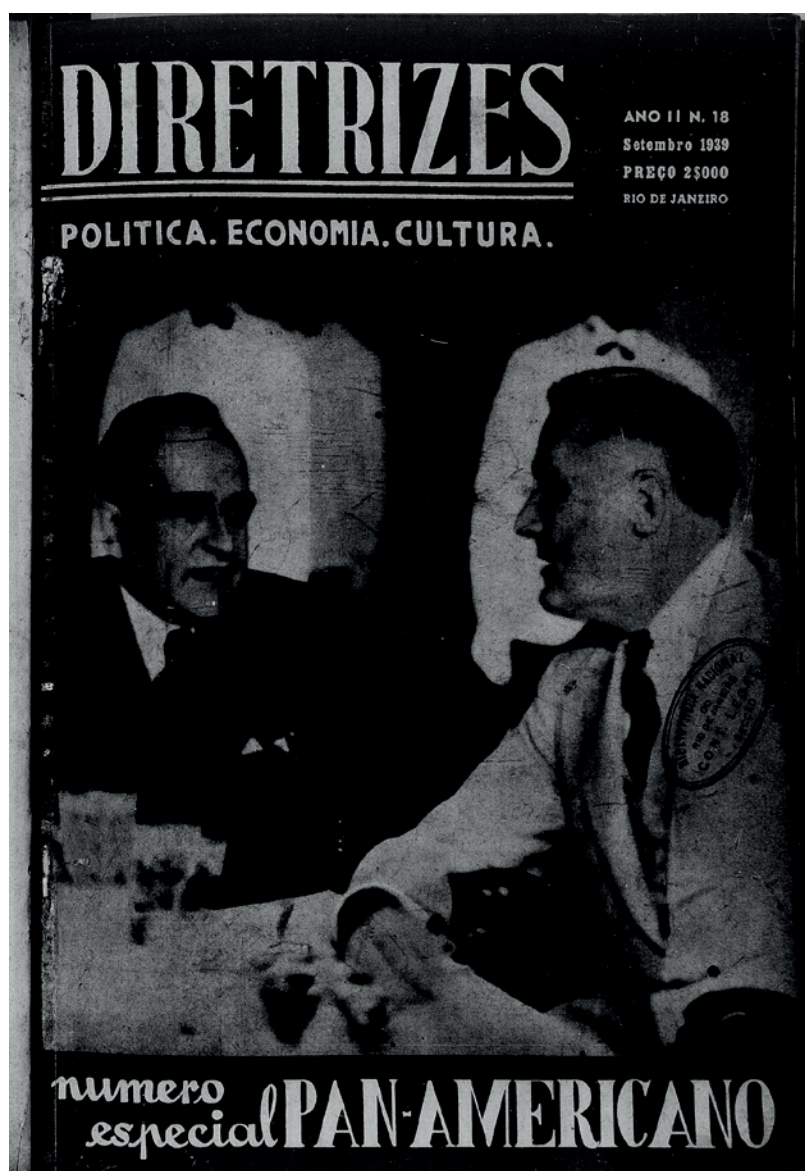 DIRETRIZES
ANO II N. 18
Setembro 1939
PREÇO 2$000
RIO DE JANEIRO
POLITICA. ECONOMIA. CULTURA.
NACIONAL
numero
especial PAN-AMERICANO